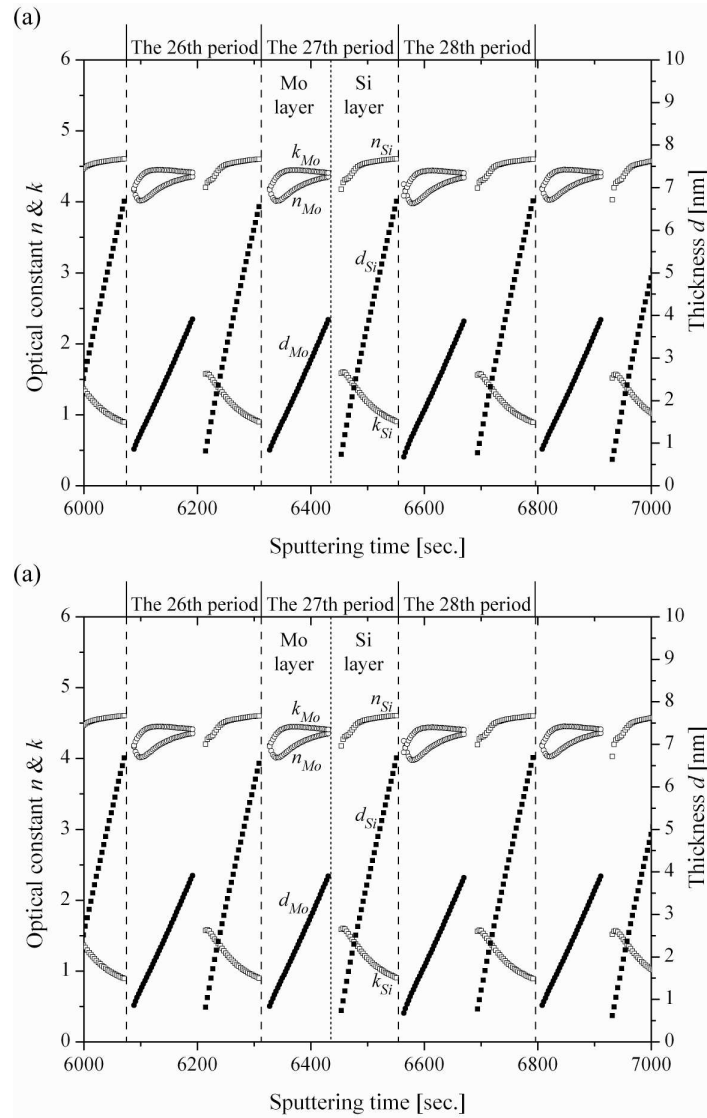 (a)
The 26th period The 27th period The 28th period
6 10
Mo Si
layer layer
9
5
8
k_Mo n_Si
4 7
n_Mo
6
3 d_Si 5
4
2 d_Mo
3
2
1 k_Si
1
0 0
6000 6200 6400 6600 6800 7000
Optical constant n & k
Thickness d [nm]
Sputtering time [sec.]
(a)
The 26th period The 27th period The 28th period
6 10
Mo Si
layer layer
9
5
8
k_Mo n_Si
4 7
n_Mo
6
3 d_Si 5
4
2 d_Mo
3
2
1 k_Si
1
0 0
6000 6200 6400 6600 6800 7000
Optical constant n & k
Thickness d [nm]
Sputtering time [sec.]